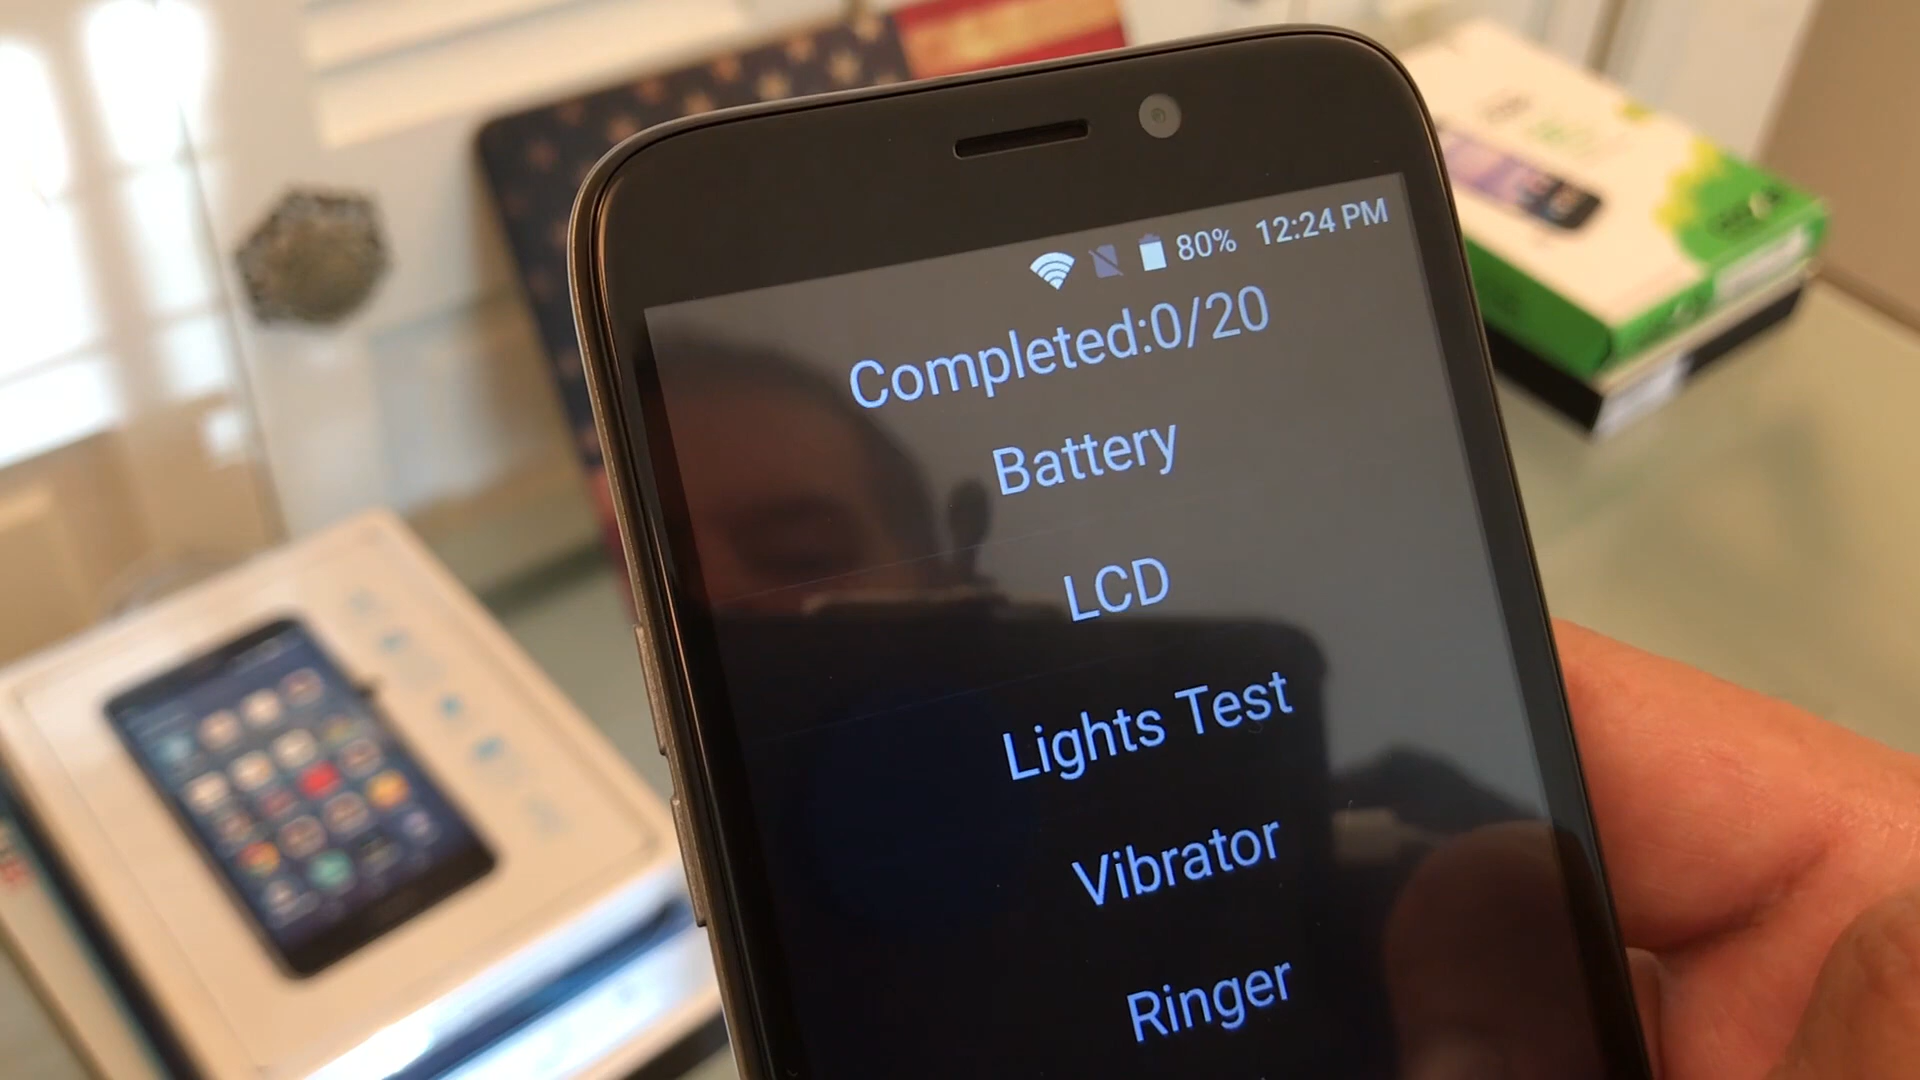 80% 12:24 PM
Completed:0/20
Battery
LCD
Lights Test
Vibrator
Ringer